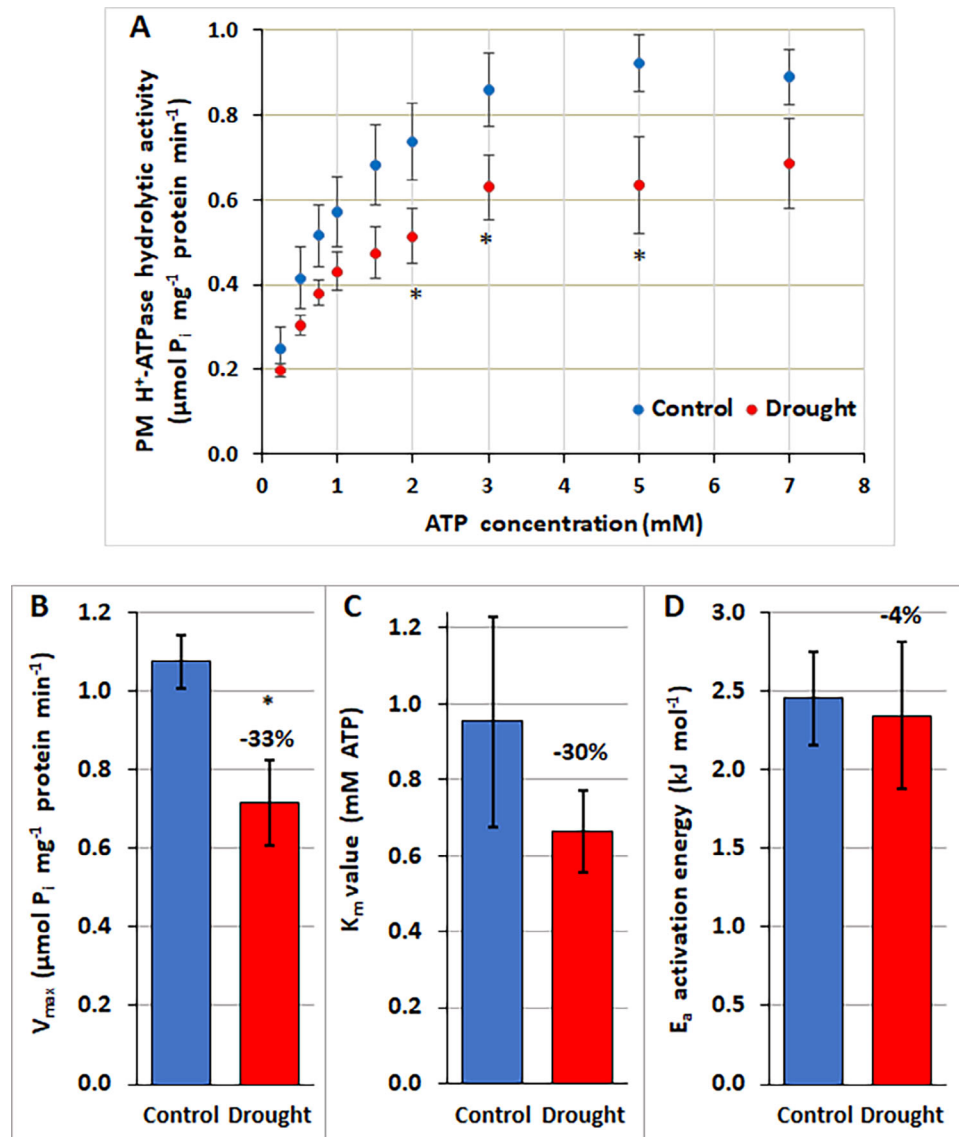 A
PM H⁺-ATPase hydrolytic activity
(μmol Pᵢ mg⁻¹ protein min⁻¹)
1.0
0.8
0.6
0.4
0.2
0.0
*
*
*
Control Drought
0 1 2 3 4 5 6 7 8
ATP concentration (mM)
B
Vₘₐₓ (μmol Pᵢ mg⁻¹ protein min⁻¹)
1.2
1.0
0.8
0.6
0.4
0.2
0.0
*
-33%
Control Drought
C
Kₘ value (mM ATP)
1.2
1.0
0.8
0.6
0.4
0.2
0.0
-30%
Control Drought
D
Eₐ activation energy (kJ mol⁻¹)
3.0
2.5
2.0
1.5
1.0
0.5
0.0
-4%
Control Drought